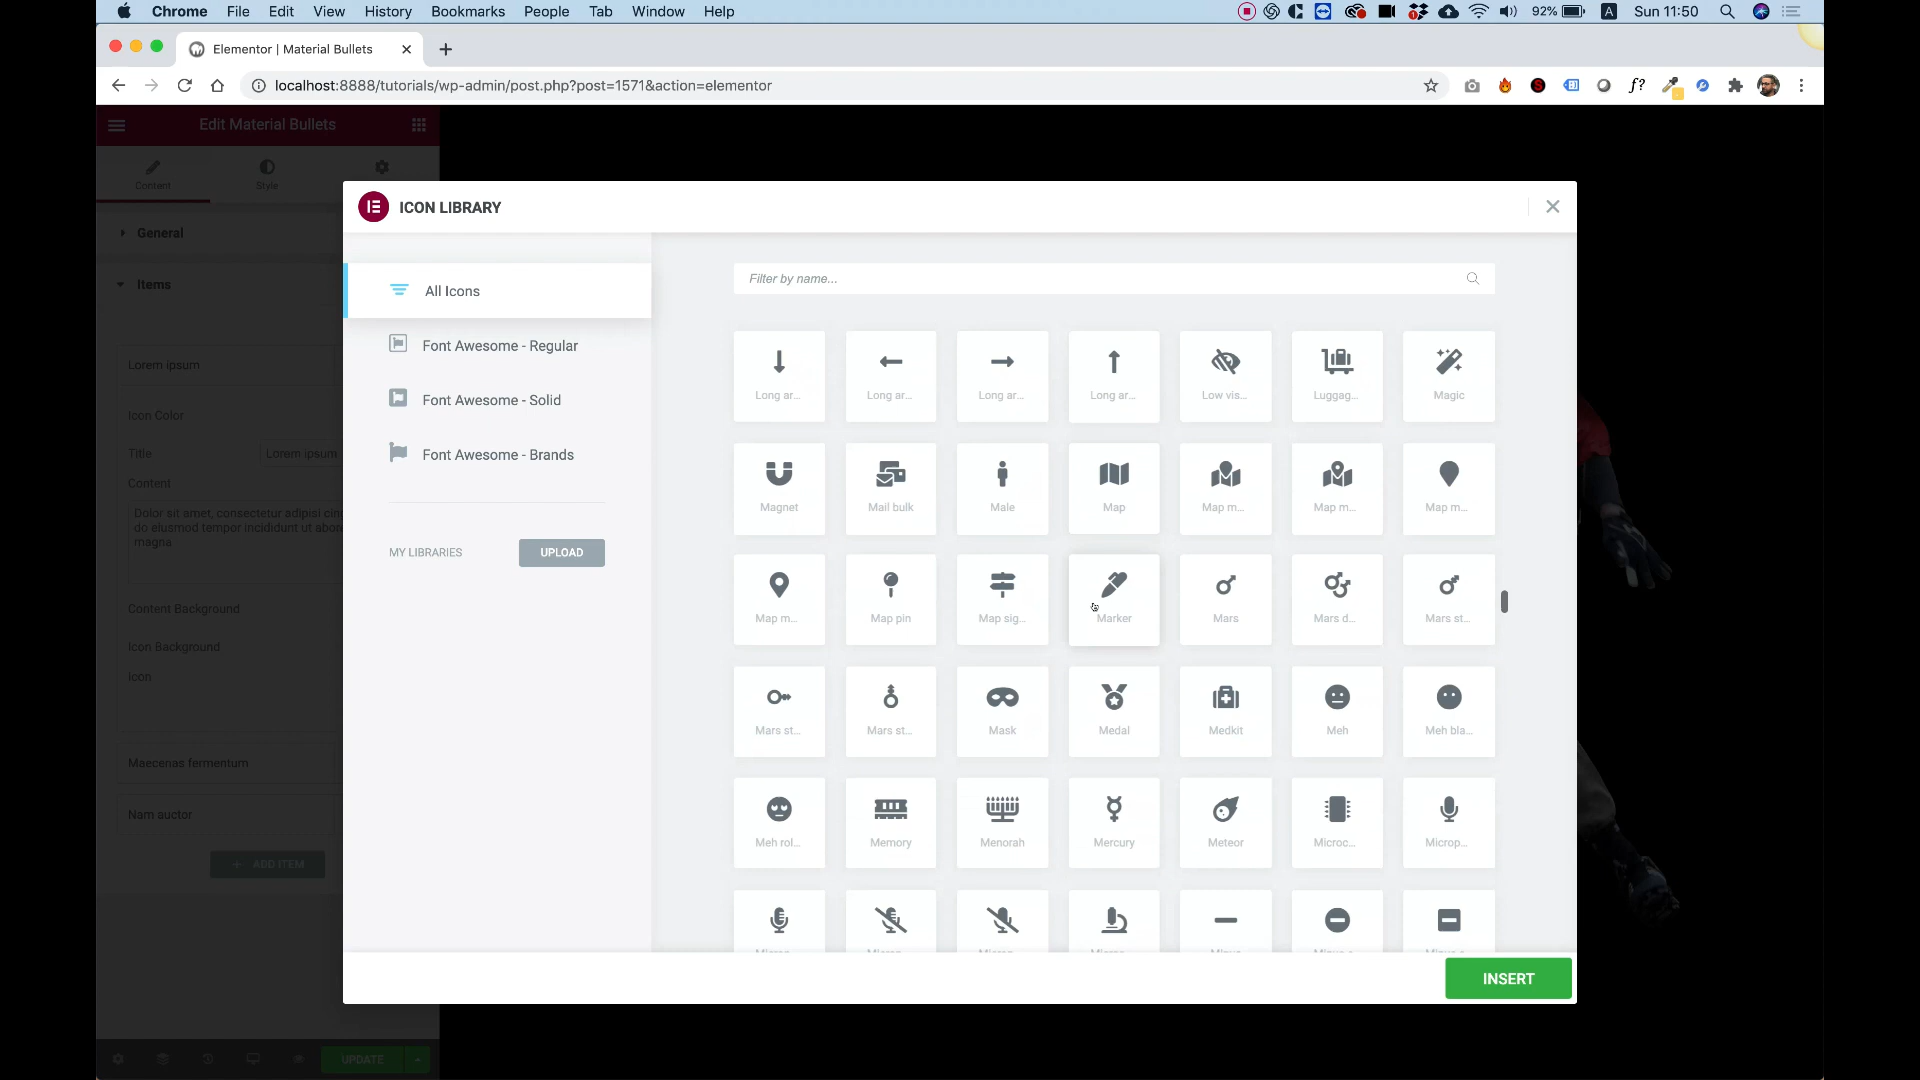 Chrome File Edit View History Bookmarks People Tab Window Help 92% A Sun 11:50
Elementor | Material Bullets
localhost:8888/tutorials/wp-admin/post.php?post=1571&action=elementor
f?
Edit Material Bullets
Content Style
General
Items
Lorem ipsum
Icon Color
Title Lorem ipsum
Content
Dolor sit amet, consectetur adipisi cin
do eiusmod tempor incididunt ut abor
magna
Content Background
Icon Background
Icon
Maecenas fermentum
Nam auctor
ADD ITEM
UPDATE
ICON LIBRARY
All Icons
Font Awesome - Regular
Font Awesome - Solid
Font Awesome - Brands
MY LIBRARIES UPLOAD
Filter by name...
Long ar... Long ar... Long ar... Long ar... Low vis... Luggag... Magic
Magnet Mail bulk Male Map Map m... Map m... Map m...
Map m... Map pin Map sig... Marker Mars Mars d... Mars st...
Mars st... Mars st... Mask Medal Medkit Meh Meh bla...
Meh rol... Memory Menorah Mercury Meteor Microc... Microp...
INSERT